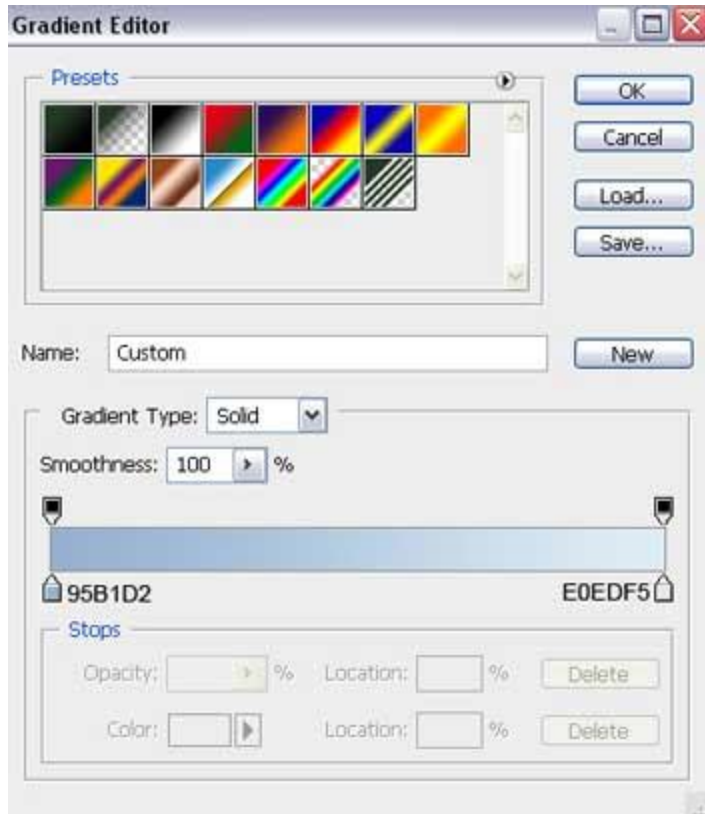 Gradient Editor
Presets
OK
Cancel
Load...
Save...
Name: Custom
New
Gradient Type: Solid
Smoothness: 100 %
95B1D2 E0EDF5
Stops
Opacity: % Location: % Delete
Color: Location: % Delete